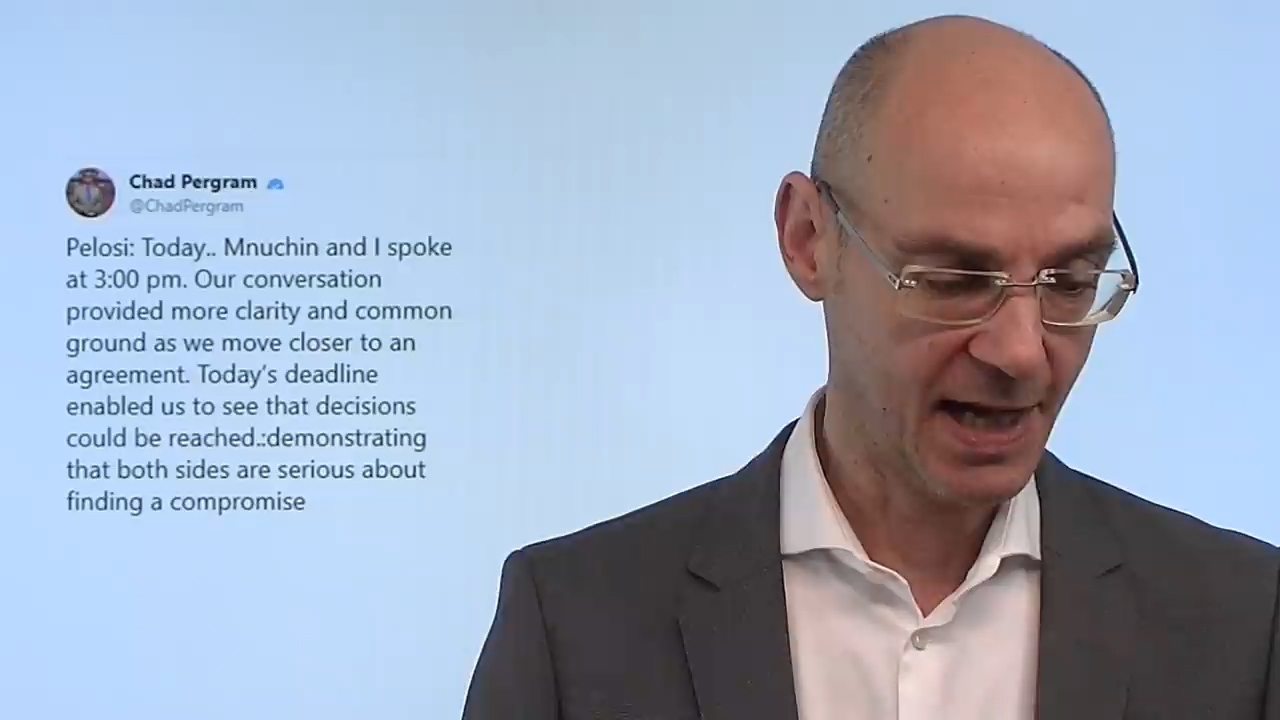 Chad Pergram
@ChadPergram
Pelosi: Today.. Mnuchin and I spoke
at 3:00 pm. Our conversation
provided more clarity and common
ground as we move closer to an
agreement. Today's deadline
enabled us to see that decisions
could be reached.:demonstrating
that both sides are serious about
finding a compromise